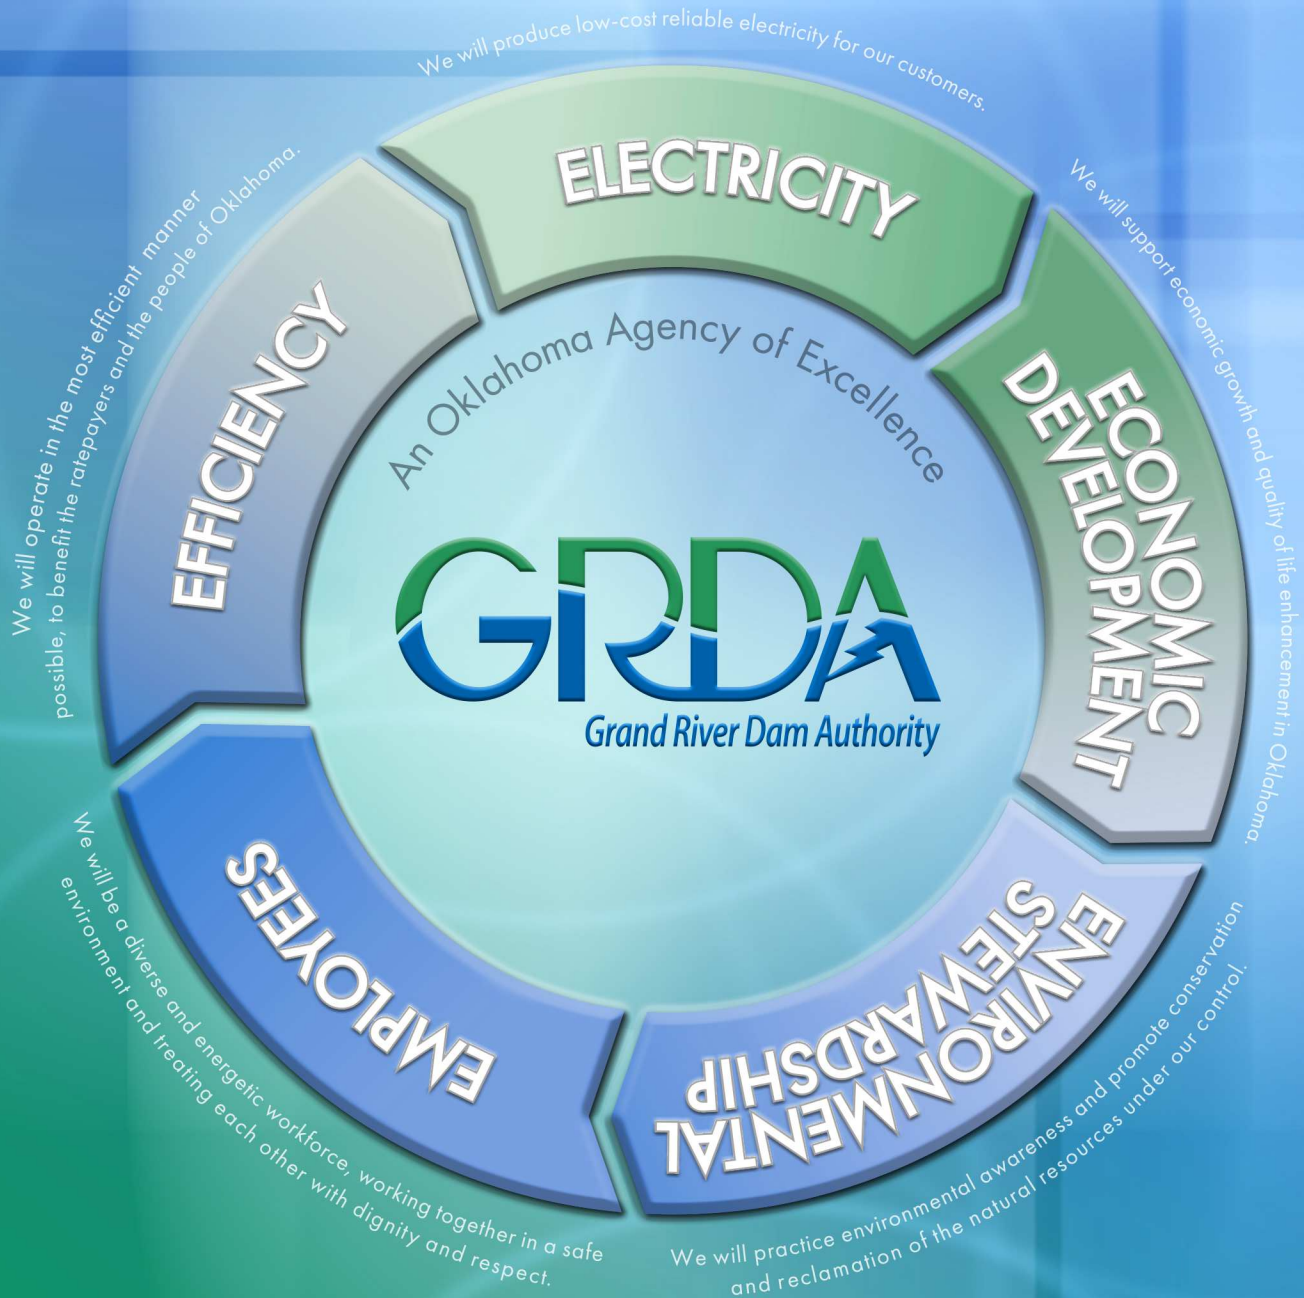 We will produce low-cost reliable electricity for our customers.
ELECTRICITY
We will support economic growth and quality of life enhancement in Oklahoma.
ECONOMIC
DEVELOPMENT
ENVIRONMENTAL
STEWARDSHIP
We will practice environmental awareness and promote conservation
and reclamation of the natural resources under our control.
EMPLOYEES
We will be a diverse and energetic workforce, working together in a safe
environment and treating each other with dignity and respect.
EFFICIENCY
We will operate in the most efficient manner
possible, to benefit the ratepayers and the people of Oklahoma.
An Oklahoma Agency of Excellence
GRDA
Grand River Dam Authority